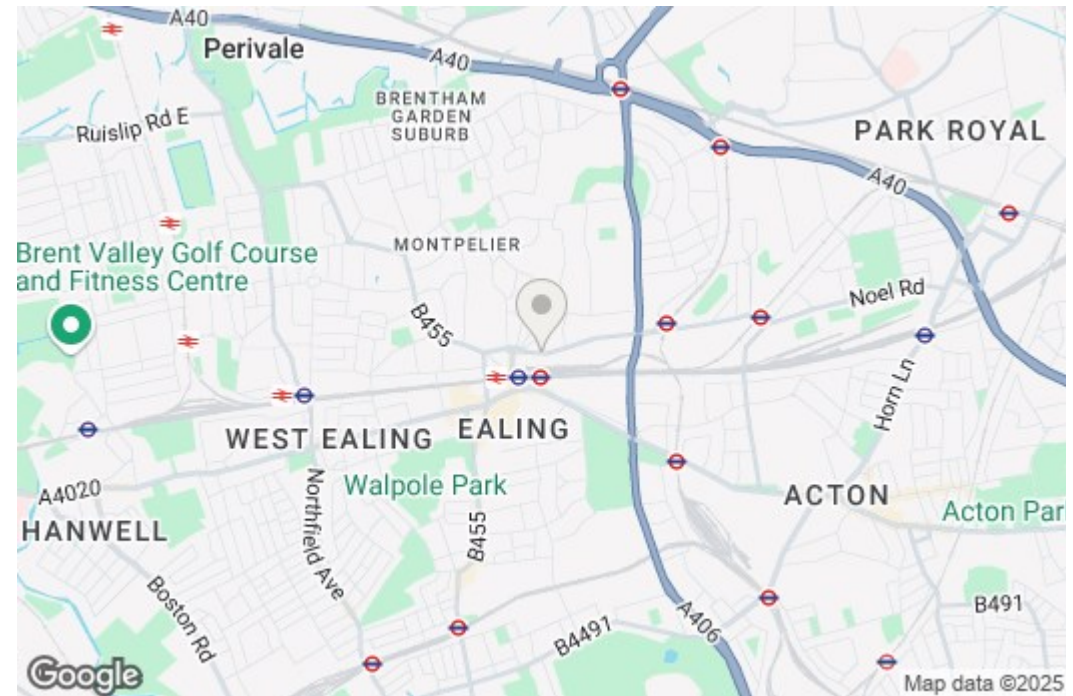 A40
Perivale
A40
BRENTHAM
GARDEN
SUBURB
Ruislip Rd E
PARK ROYAL
A40
MONTPELIER
Brent Valley Golf Course
and Fitness Centre
B455
Noel Rd
Horn Ln
WEST EALING
EALING
A4020
Walpole Park
ACTON
Acton Par
HANWELL
Northfield Ave
B455
Boston Rd
B4491
A406
B491
Google
Map data ©2025